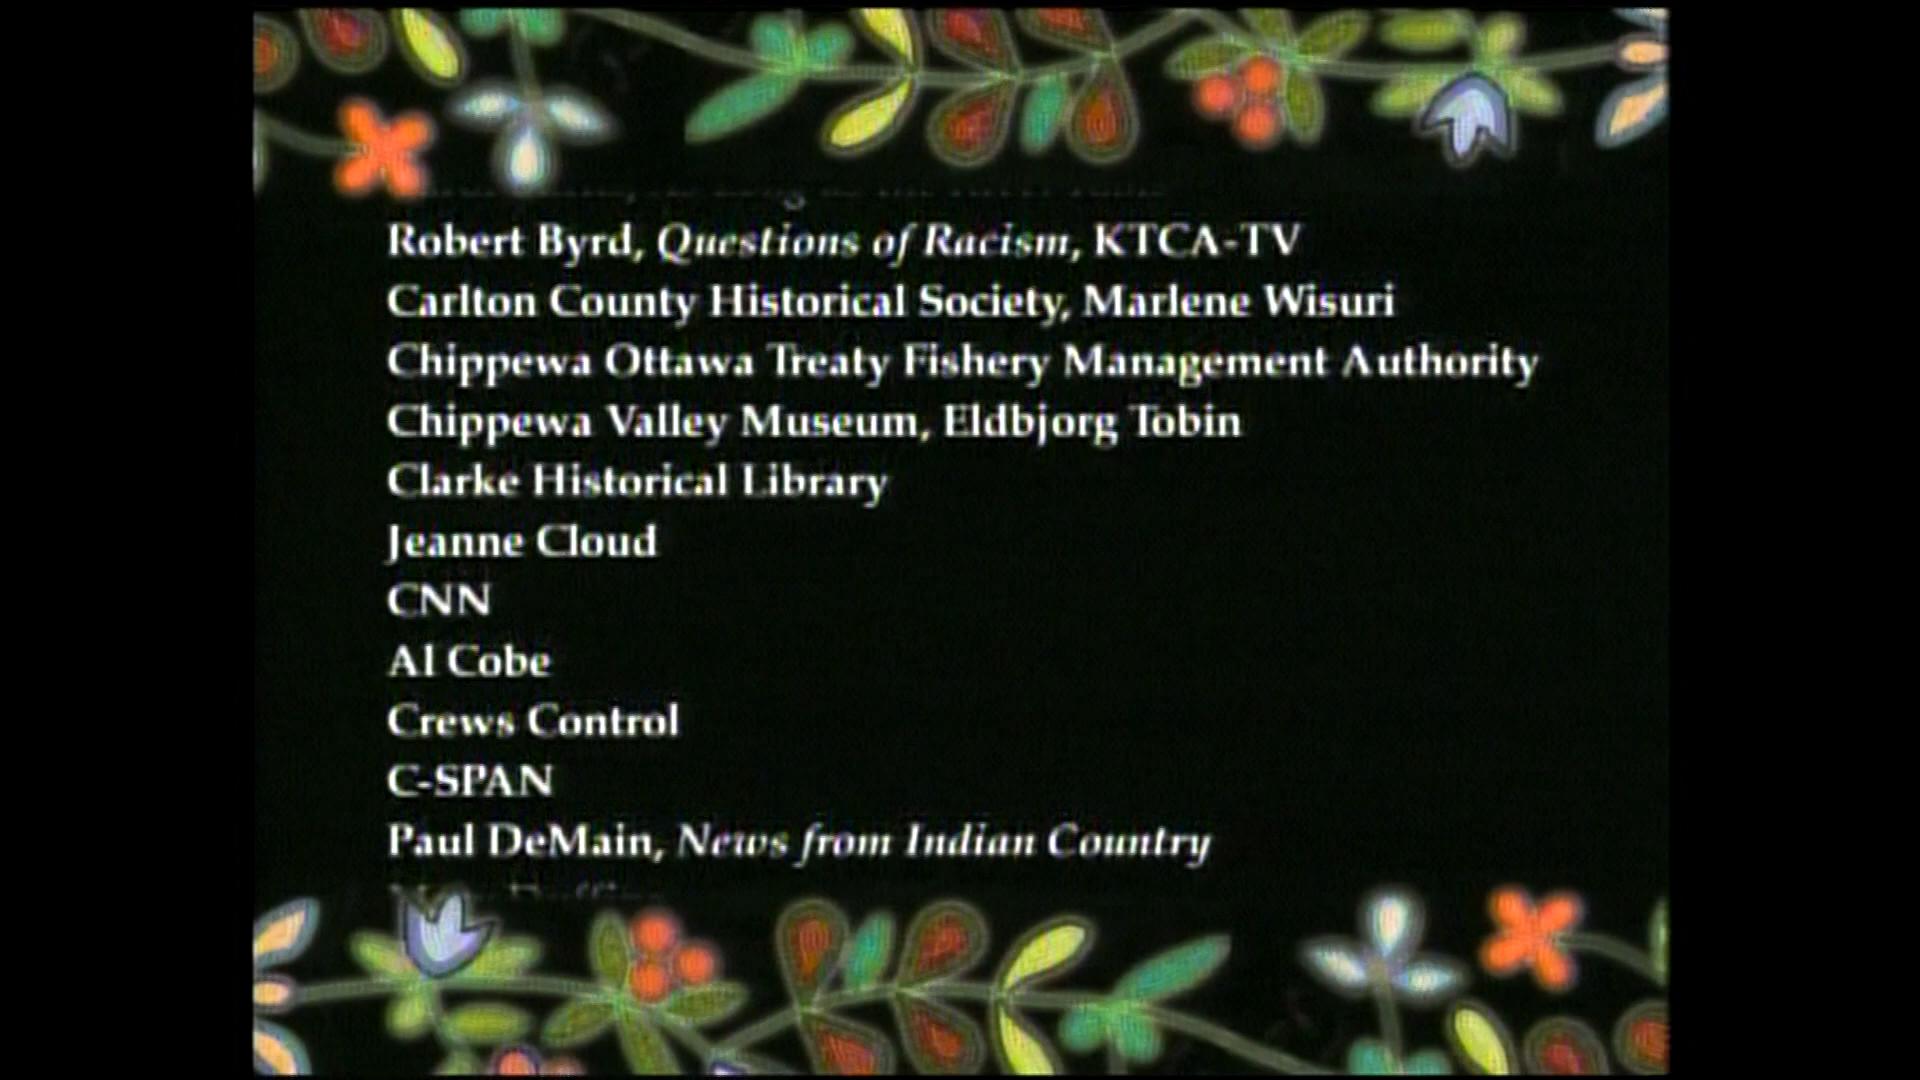 Robert Byrd, Questions of Racism, KTCA-TV
Carlton County Historical Society, Marlene Wisuri
Chippewa Ottawa Treaty Fishery Management Authority
Chippewa Valley Museum, Eldbjorg Tobin
Clarke Historical Library
Jeanne Cloud
CNN
Al Cobe
Crews Control
C-SPAN
Paul DeMain, News from Indian Country